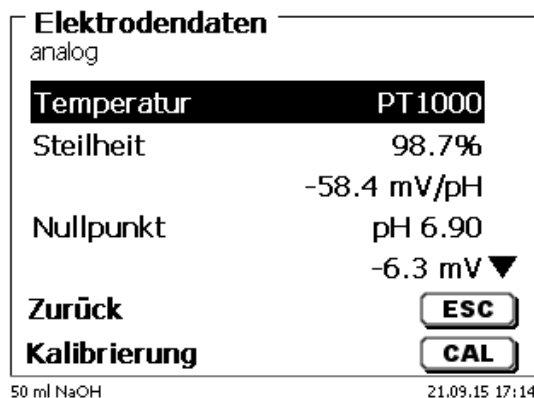 Elektrodendaten
analog
Temperatur PT1000
Steilheit 98.7%
-58.4 mV/pH
Nullpunkt pH 6.90
-6.3 mV ▼
Zurück ESC
Kalibrierung CAL
50 ml NaOH 21.09.15 17:14